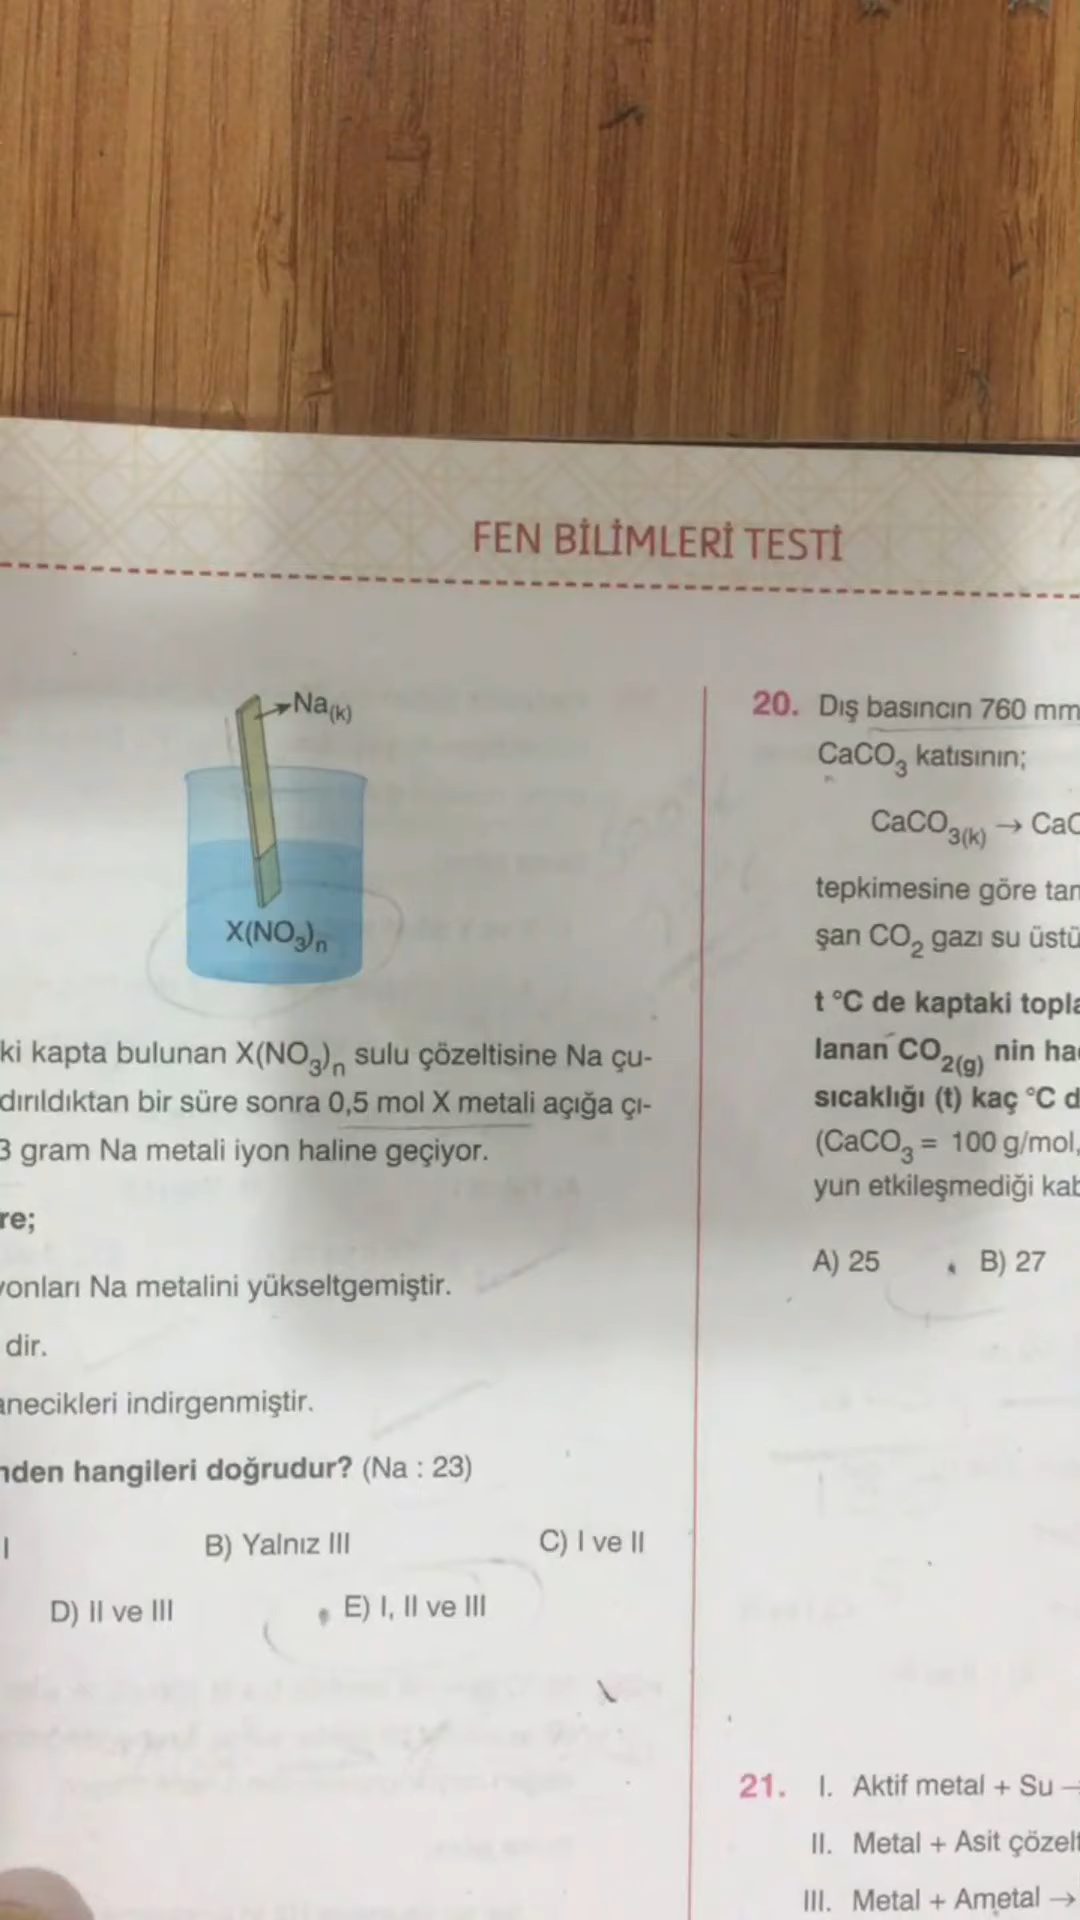 FEN BİLİMLERİ TESTİ
Na(k)
X(NO3)n
ki kapta bulunan X(NO3)n sulu çözeltisine Na çu-
dırıldıktan bir süre sonra 0,5 mol X metali açığa çı-
3 gram Na metali iyon haline geçiyor.
re;
yonları Na metalini yükseltgemiştir.
dir.
anecikleri indirgenmiştir.
nden hangileri doğrudur? (Na : 23)
I
B) Yalnız III
C) I ve II
D) II ve III
E) I, II ve III
20. Dış basıncın 760 mm
CaCO3 katısının;
CaCO3(k) → CaO
tepkimesine göre tam
şan CO2 gazı su üstü
t °C de kaptaki topla
lanan CO2(g) nin ha
sıcaklığı (t) kaç °C d
(CaCO3 = 100 g/mol,
yun etkileşmediği kab
A) 25
B) 27
21. I. Aktif metal + Su →
II. Metal + Asit çözelt
III. Metal + Ametal →